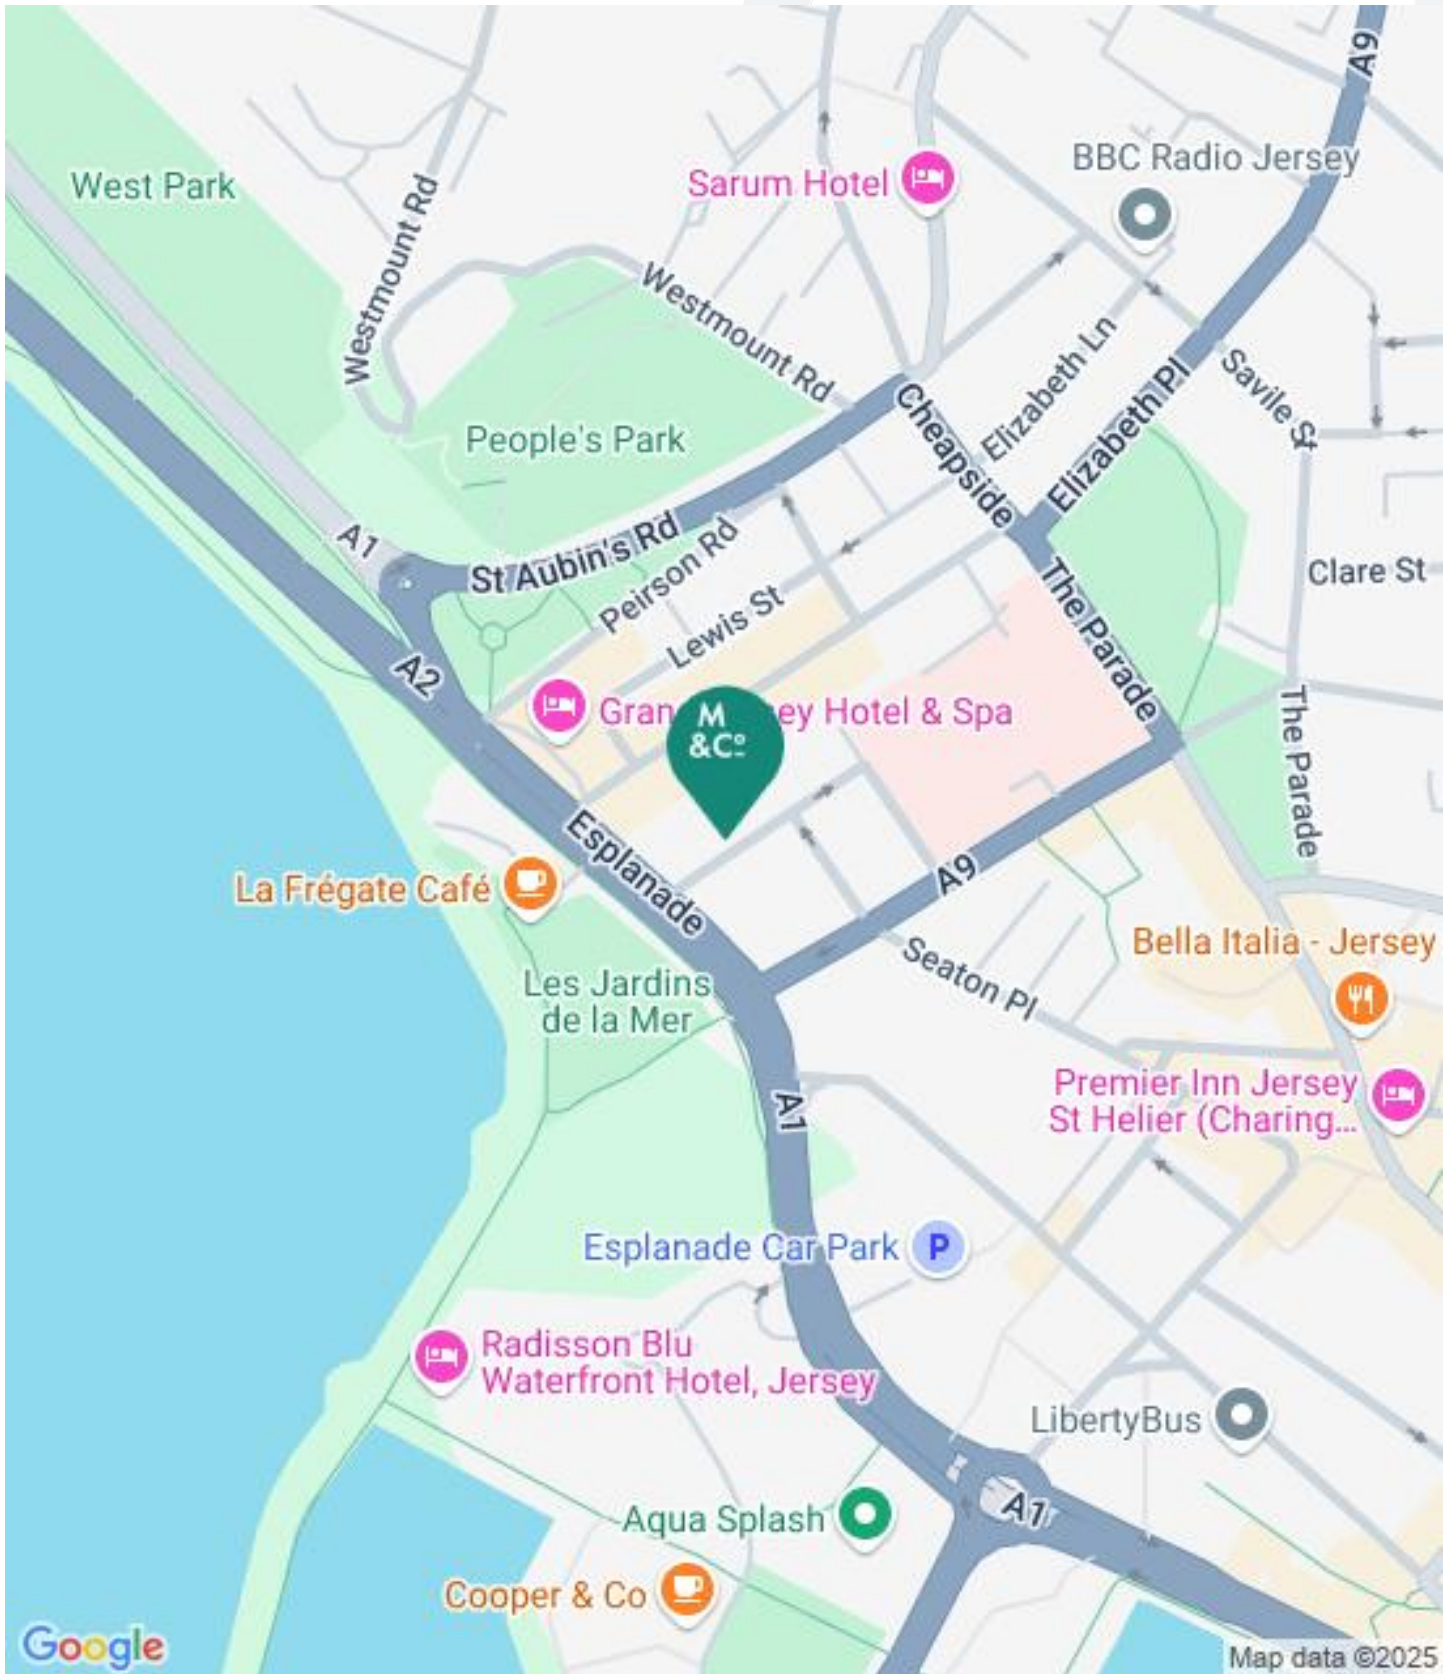 A9
BBC Radio Jersey
Sarum Hotel
West Park
Westmount Rd
Westmount Rd
Elizabeth Ln
Savile St
Elizabeth Pl
Cheapside
People's Park
A1
St Aubin's Rd
Peirson Rd
Clare St
Lewis St
The Parade
A2
M
&Co
Hotel & Spa
The Parade
Esplanade
La Frégate Café
A9
Bella Italia - Jersey
Seaton Pl
Les Jardins
de la Mer
Premier Inn Jersey
St Helier (Charing...
A1
Esplanade Car Park
P
Radisson Blu
Waterfront Hotel, Jersey
LibertyBus
A1
Aqua Splash
Cooper & Co
Google
Map data ©2025